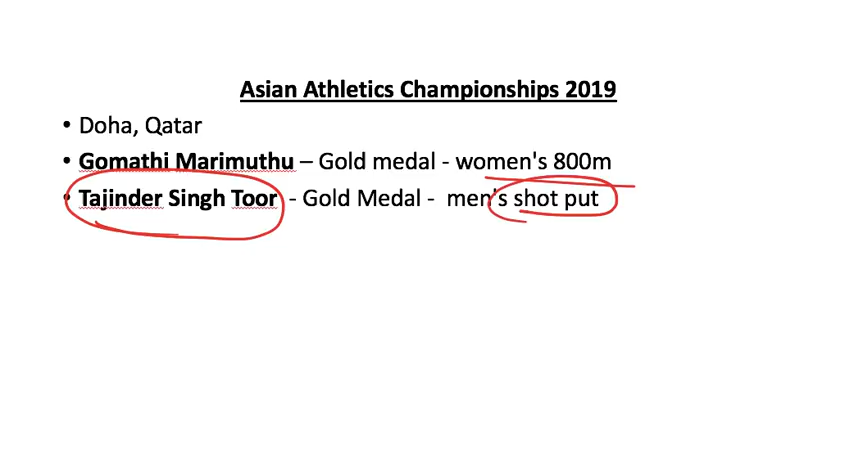 Asian Athletics Championships 2019
• Doha, Qatar
• Gomathi Marimuthu – Gold medal - women's 800m
• Tajinder Singh Toor - Gold Medal - men's shot put